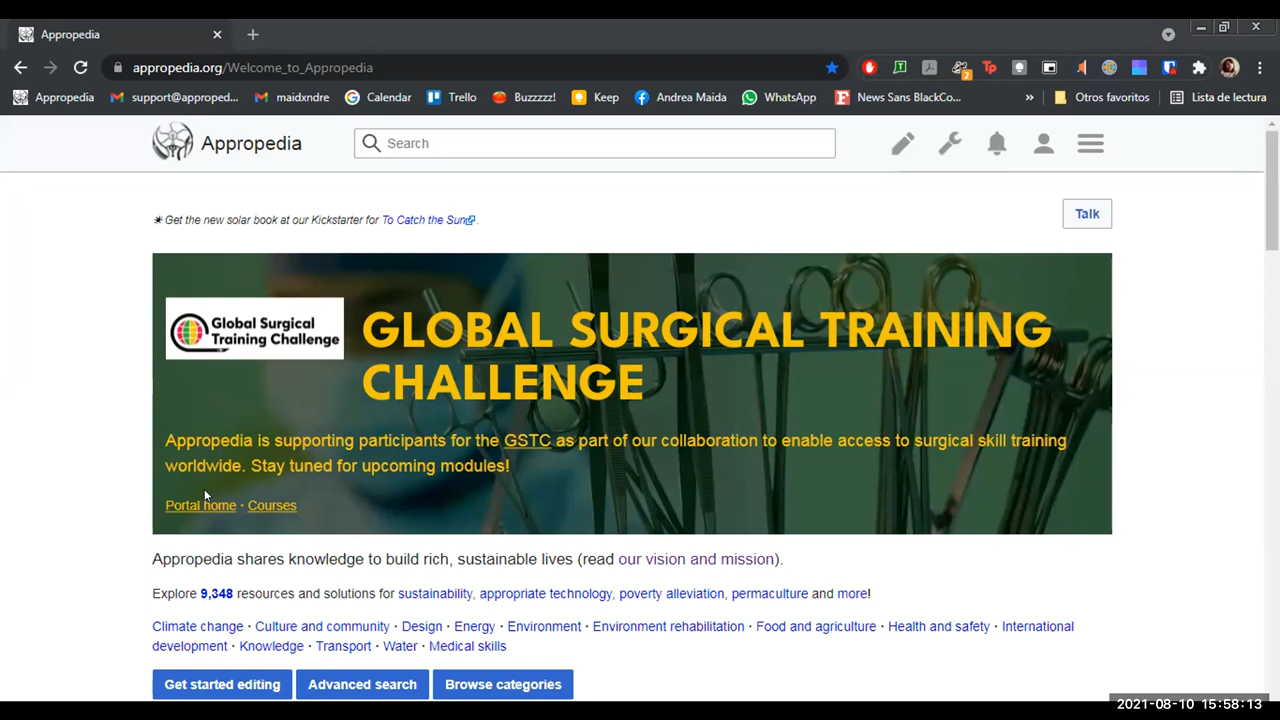 Appropedia
appropedia.org/Welcome_to_Appropedia
2
Appropedia
support@approped...
maidxndre
Calendar
Trello
Buzzzzz!
Keep
Andrea Maida
WhatsApp
News Sans BlackCo...
»
Otros favoritos
Lista de lectura
Appropedia
Search
✶ Get the new solar book at our Kickstarter for To Catch the Sun.
Talk
Global Surgical
Training Challenge
GLOBAL SURGICAL TRAINING
CHALLENGE
Appropedia is supporting participants for the GSTC as part of our collaboration to enable access to surgical skill training
worldwide. Stay tuned for upcoming modules!
Portal home · Courses
Appropedia shares knowledge to build rich, sustainable lives (read our vision and mission).
Explore 9,348 resources and solutions for sustainability, appropriate technology, poverty alleviation, permaculture and more!
Climate change · Culture and community · Design · Energy · Environment · Environment rehabilitation · Food and agriculture · Health and safety · International
development · Knowledge · Transport · Water · Medical skills
Get started editing
Advanced search
Browse categories
2021-08-10 15:58:13